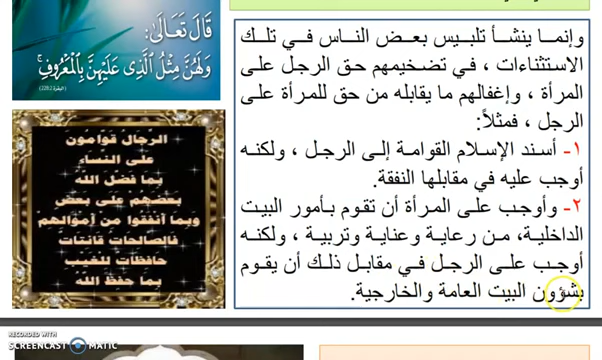 قَالَ تَعَالَى:
وَلَهُنَّ مِثْلُ الَّذِي عَلَيْهِنَّ بِالْمَعْرُوفِ
وإنما ينشأ تلبيس بعض الناس في تلك
الاستثناءات ، في تضخيمهم حق الرجل على
المرأة ، وإغفالهم ما يقابله من حق للمرأة على
الرجل ، فمثلاً:
١- أسند الإسلام القوامة إلى الرجل ، ولكنه
أوجب عليه في مقابلها النفقة.
٢- وأوجب على المرأة أن تقوم بأمور البيت
الداخلية، من رعاية وعناية وتربية ، ولكنه
أوجب على الرجل في مقابل ذلك أن يقوم
بشؤون البيت العامة والخارجية.
الرجال قوامون
على النساء
بما فضل الله
بعضهم على بعض
وبما أنفقوا من أموالهم
فالصالحات قانتات
حافظات للغيب
بما حفظ الله
RECORDED WITH
SCREENCAST MATIC